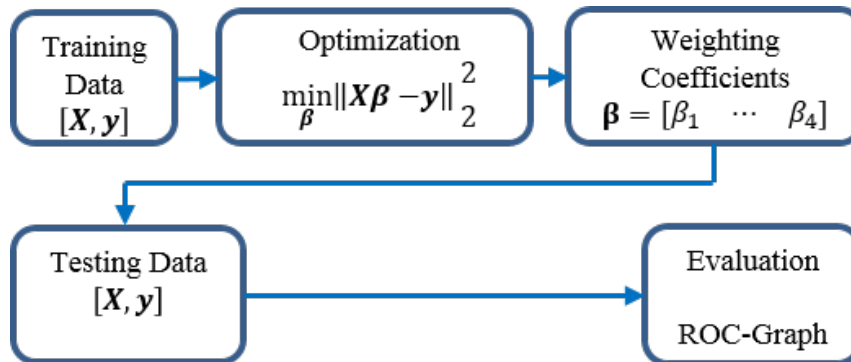 Training
Data
[X, y]
Optimization
min‖Xβ − y‖²₂
β
Weighting
Coefficients
β = [β₁ ⋯ β₄]
Testing Data
[X, y]
Evaluation
ROC-Graph